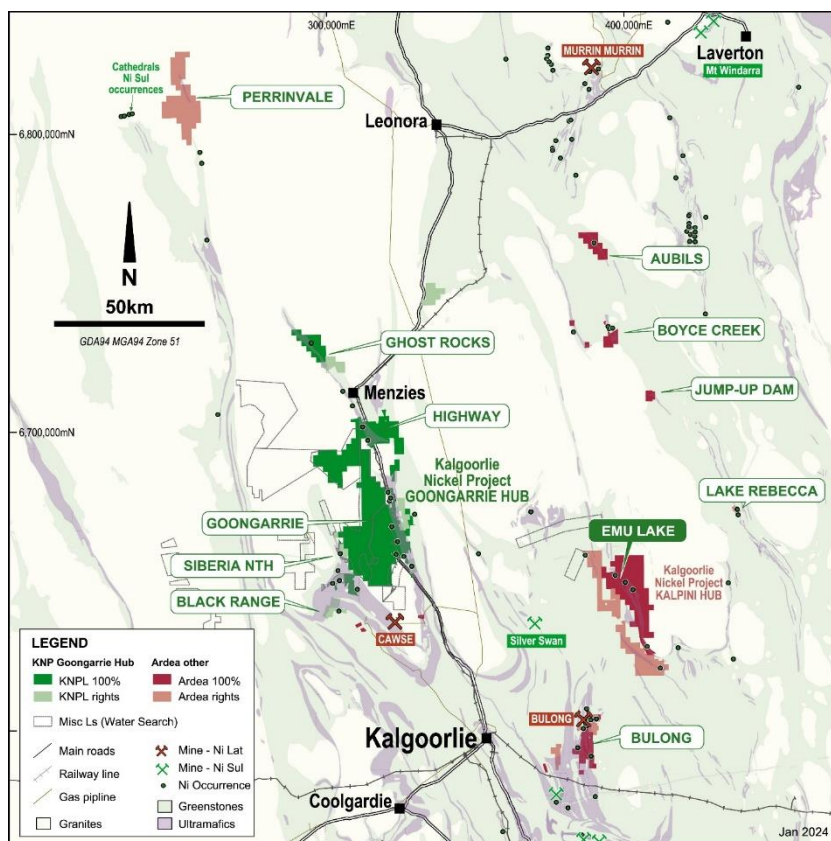 300,000mE
400,000mE
MURRIN MURRIN
Laverton
Mt Windarra
Cathedrals
Ni Sul
occurrences
PERRINVALE
Leonora
6,800,000mN
N
50km
GDA94 MGA94 Zone 51
AUBILS
BOYCE CREEK
GHOST ROCKS
JUMP-UP DAM
Menzies
HIGHWAY
6,700,000mN
Kalgoorlie
Nickel Project
GOONGARRIE HUB
LAKE REBECCA
GOONGARRIE
EMU LAKE
SIBERIA NTH
Kalgoorlie
Nickel Project
KALPINI HUB
BLACK RANGE
CAWSE
Silver Swan
LEGEND
KNP Goongarrie Hub
Ardea other
KNPL 100%
Ardea 100%
KNPL rights
Ardea rights
Misc Ls (Water Search)
Main roads
Mine - Ni Lat
Railway line
Mine - Ni Sul
Gas pipline
Ni Occurrence
Greenstones
Granites
Ultramafics
BULONG
Kalgoorlie
BULONG
Coolgardie
Jan 2024